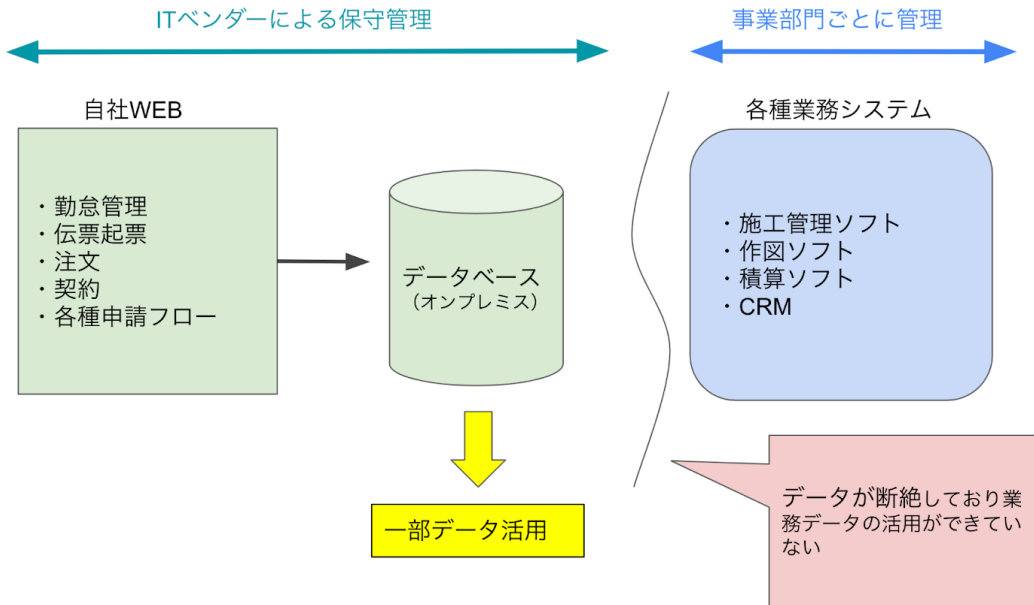 ITベンダーによる保守管理
事業部門ごとに管理
自社WEB
・勤怠管理
・伝票起票
・注文
・契約
・各種申請フロー
データベース
（オンプレミス）
一部データ活用
各種業務システム
・施工管理ソフト
・作図ソフト
・積算ソフト
・CRM
データが断絶しており業
務データの活用ができてい
ない